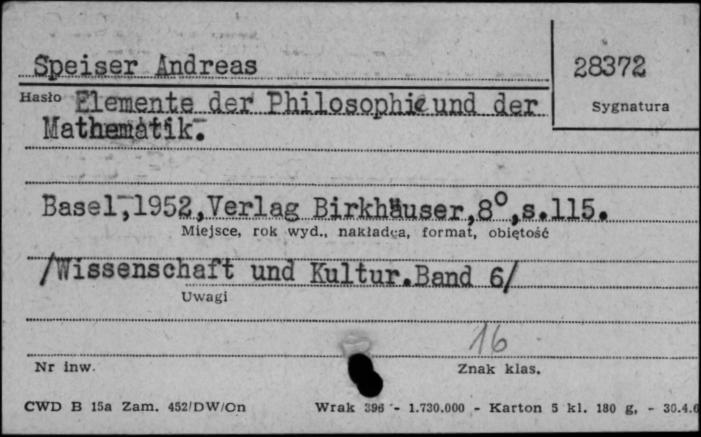 Speiser Andreas
28372
Hasło Elemente der Philosophie und der
Sygnatura
Mathematik.
Basel,1952,Verlag Birkhäuser,8°,s.115.
Miejsce, rok wyd., nakładca, format, objętość
/Wissenschaft und Kultur.Band 6/
Uwagi
16
Nr inw.
Znak klas.
CWD B 15a Zam. 452/DW/On Wrak 396 - 1.730.000 - Karton 5 kl. 180 g, - 30.4.6